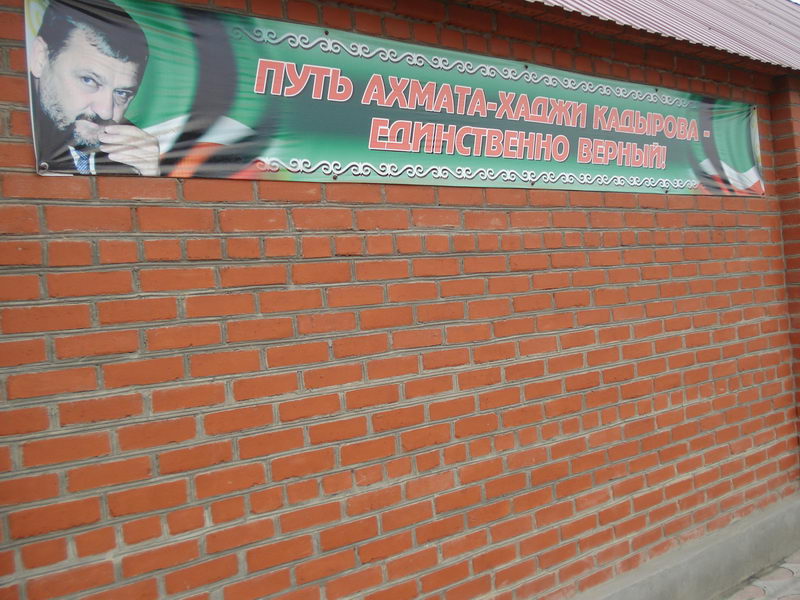 ПУТЬ АХМАТА-ХАДЖИ КАДЫРОВА -
ЕДИНСТВЕННО ВЕРНЫЙ!